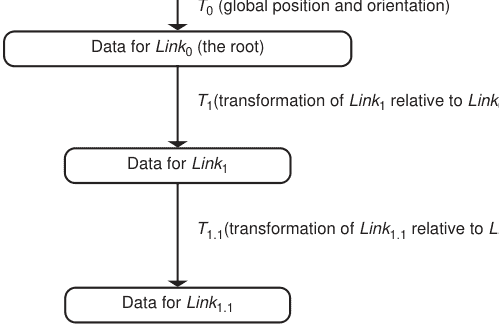 T0 (global position and orientation)
Data for Link0 (the root)
T1(transformation of Link1 relative to Link
Data for Link1
T1.1(transformation of Link1.1 relative to
Data for Link1.1